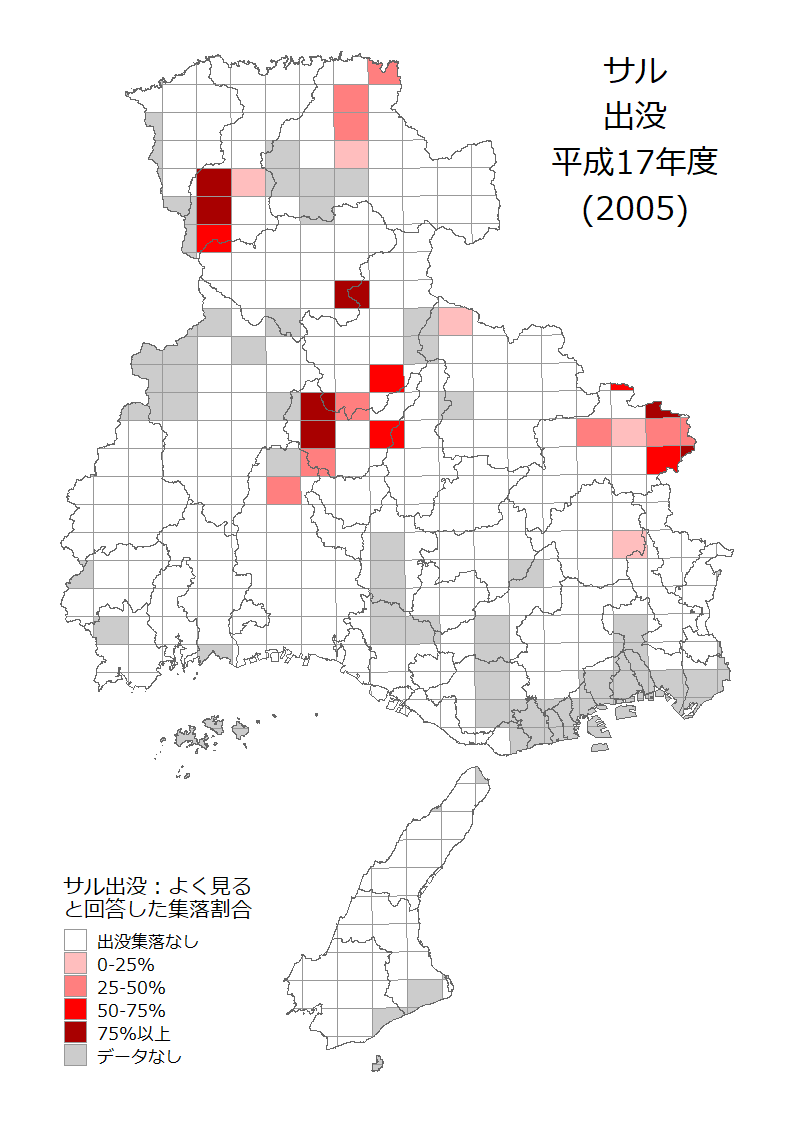 サル
出没
平成17年度
(2005)
サル出没：よく見る
と回答した集落割合
出没集落なし
0-25%
25-50%
50-75%
75%以上
データなし